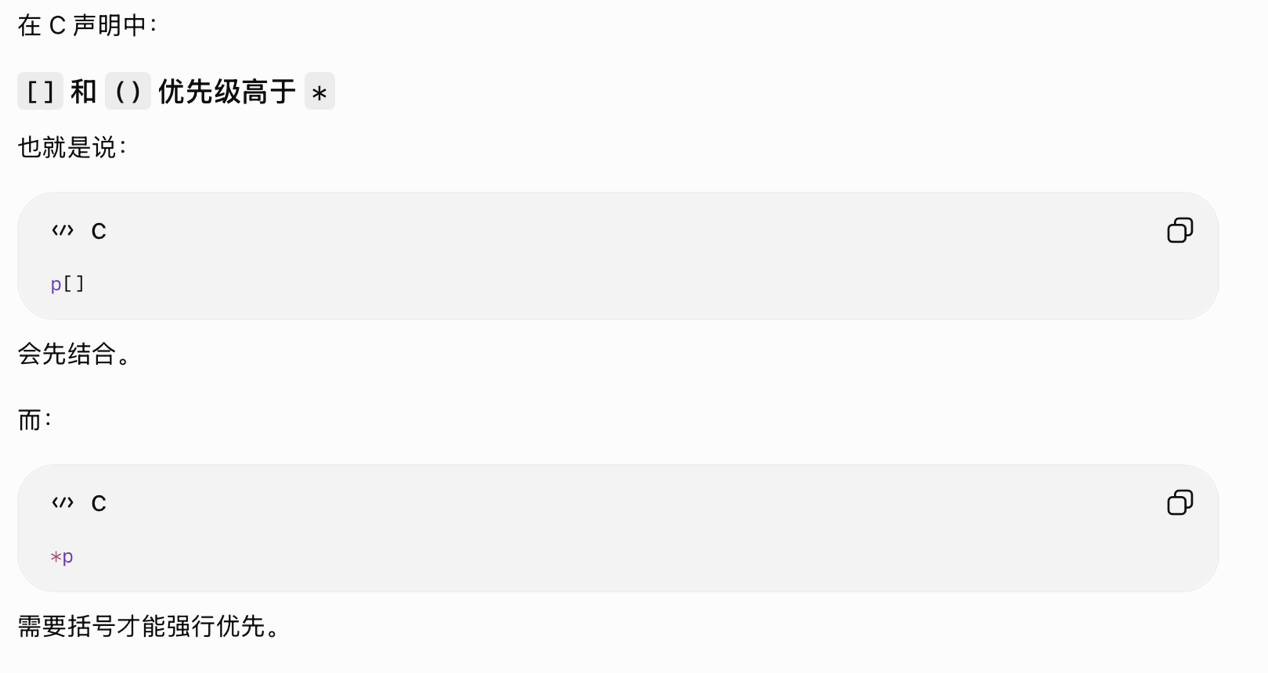 在 C 声明中：
[] 和 () 优先级高于 *
也就是说：
C
p[]
会先结合。
而：
C
*p
需要括号才能强行优先。